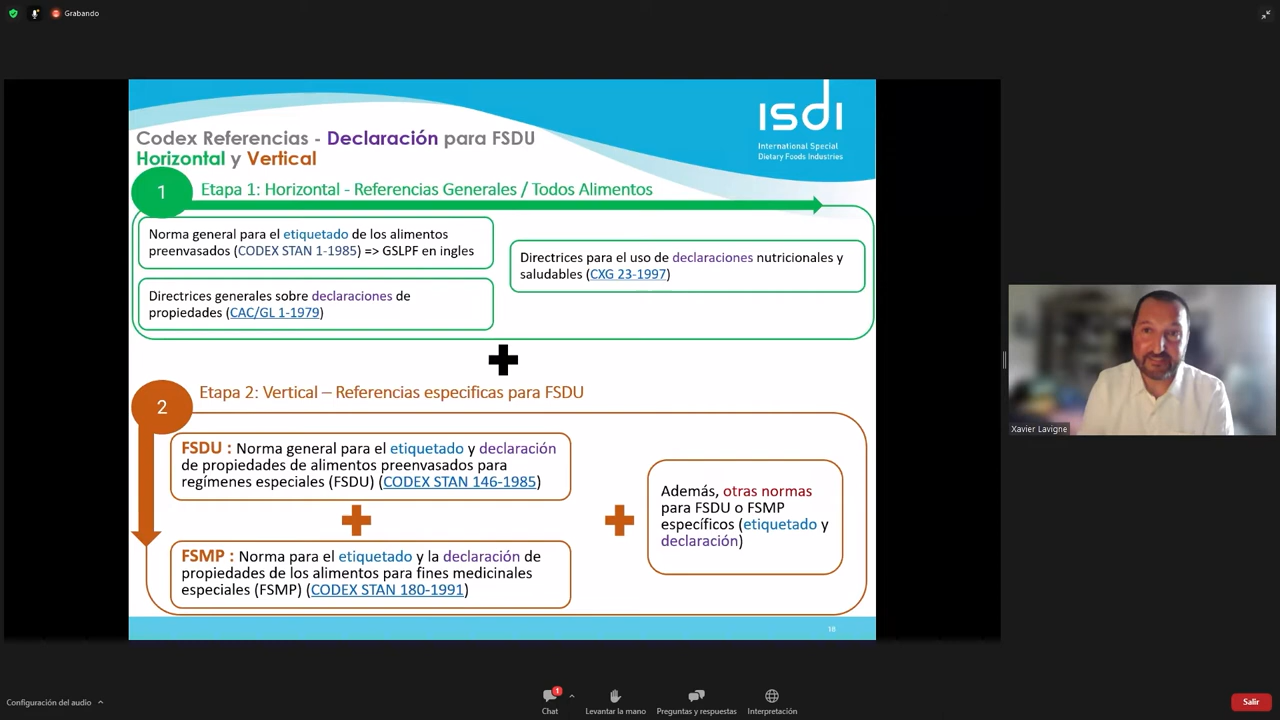 Grabando
isdi
International Special
Dietary Foods Industries
Codex Referencias - Declaración para FSDU
Horizontal y Vertical
1
Etapa 1: Horizontal - Referencias Generales / Todos Alimentos
Norma general para el etiquetado de los alimentos
preenvasados (CODEX STAN 1-1985) => GSLPF en ingles
Directrices generales sobre declaraciones de
propiedades (CAC/GL 1-1979)
Directrices para el uso de declaraciones nutricionales y
saludables (CXG 23-1997)
2
Etapa 2: Vertical – Referencias especificas para FSDU
FSDU : Norma general para el etiquetado y declaración
de propiedades de alimentos preenvasados para
regímenes especiales (FSDU) (CODEX STAN 146-1985)
FSMP : Norma para el etiquetado y la declaración de
propiedades de los alimentos para fines medicinales
especiales (FSMP) (CODEX STAN 180-1991)
Además, otras normas
para FSDU o FSMP
específicos (etiquetado y
declaración)
18
Xavier Lavigne
Configuración del audio
1
Chat
Levantar la mano
Preguntas y respuestas
Interpretación
Salir